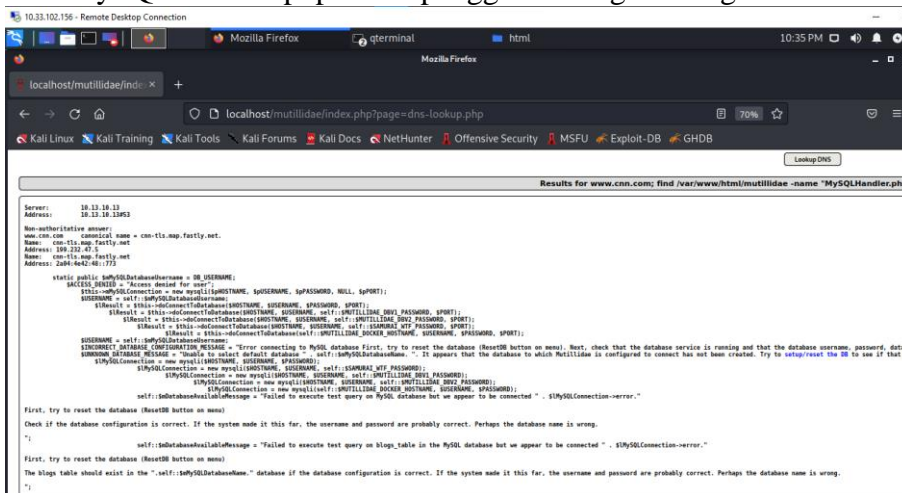 10.33.102.156 - Remote Desktop Connection
Mozilla Firefox
qterminal
html
10:35 PM
Mozilla Firefox
localhost/mutillidae/inde
localhost/mutillidae/index.php?page=dns-lookup.php
70%
Kali Linux Kali Training Kali Tools Kali Forums Kali Docs NetHunter Offensive Security MSFU Exploit-DB GHDB
Lookup DNS
Results for www.cnn.com; find /var/www/html/mutillidae -name "MySQLHandler.ph
Server: 10.13.10.13
Address: 10.13.10.13#53
Non-authoritative answer:
www.cnn.com canonical name = cnn-tls.map.fastly.net.
Name: cnn-tls.map.fastly.net
Address: 199.232.47.5
Name: cnn-tls.map.fastly.net
Address: 2a04:4e42:48::773
static public $mMySQLDatabaseUsername = DB_USERNAME;
$ACCESS_DENIED = "Access denied for user";
$this->mMySQLConnection = new mysqli($pHOSTNAME, $pUSERNAME, $pPASSWORD, NULL, $pPORT);
$USERNAME = self::$mMySQLDatabaseUsername;
$lResult = $this->doConnectToDatabase($HOSTNAME, $USERNAME, $PASSWORD, $PORT);
$lResult = $this->doConnectToDatabase($HOSTNAME, $USERNAME, self::$MUTILLIDAE_DBV1_PASSWORD, $PORT);
$lResult = $this->doConnectToDatabase($HOSTNAME, $USERNAME, self::$MUTILLIDAE_DBV2_PASSWORD, $PORT);
$lResult = $this->doConnectToDatabase($HOSTNAME, $USERNAME, self::$SAMURAI_WTF_PASSWORD, $PORT);
$lResult = $this->doConnectToDatabase(self::$MUTILLIDAE_DOCKER_HOSTNAME, $USERNAME, $PASSWORD, $PORT);
$USERNAME = self::$mMySQLDatabaseUsername;
$INCORRECT_DATABASE_CONFIGURATION_MESSAGE = "Error connecting to MySQL database First, try to reset the database (ResetDB button on menu). Next, check that the database service is running and that the database username, password, dat
$UNKNOWN_DATABASE_MESSAGE = "Unable to select default database " . self::$mMySQLDatabaseName. ". It appears that the database to which Mutillidae is configured to connect has not been created. Try to setup/reset the DB to see if that
$lMySQLConnection = new mysqli($HOSTNAME, $USERNAME, $PASSWORD);
$lMySQLConnection = new mysqli($HOSTNAME, $USERNAME, self::$SAMURAI_WTF_PASSWORD);
$lMySQLConnection = new mysqli($HOSTNAME, $USERNAME, self::$MUTILLIDAE_DBV1_PASSWORD);
$lMySQLConnection = new mysqli($HOSTNAME, $USERNAME, self::$MUTILLIDAE_DBV2_PASSWORD);
$lMySQLConnection = new mysqli(self::$MUTILLIDAE_DOCKER_HOSTNAME, $USERNAME, $PASSWORD);
self::$mDatabaseAvailableMessage = "Failed to execute test query on MySQL database but we appear to be connected " . $lMySQLConnection->error."
First, try to reset the database (ResetDB button on menu)
Check if the database configuration is correct. If the system made it this far, the username and password are probably correct. Perhaps the database name is wrong.
";
self::$mDatabaseAvailableMessage = "Failed to execute test query on blogs_table in the MySQL database but we appear to be connected " . $lMySQLConnection->error."
First, try to reset the database (ResetDB button on menu)
The blogs table should exist in the ".self::$mMySQLDatabaseName." database if the database configuration is correct. If the system made it this far, the username and password are probably correct. Perhaps the database name is wrong.
";